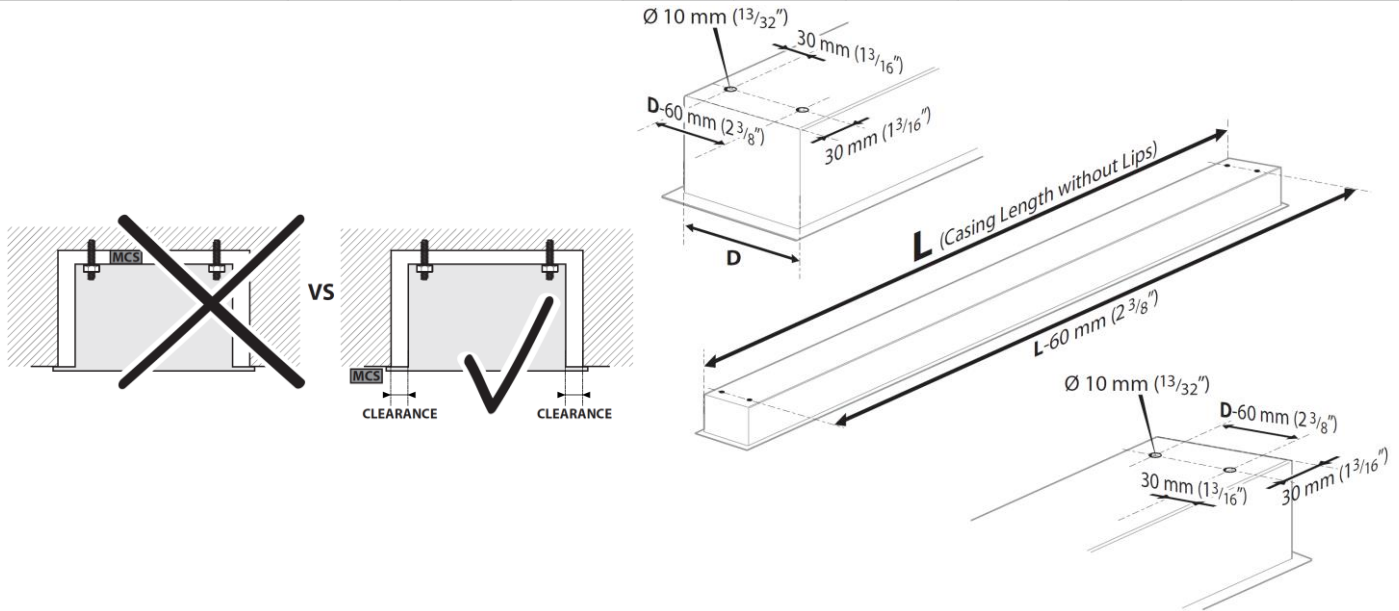 MCS
VS
MCS
CLEARANCE
CLEARANCE
Ø 10 mm (13/32")
30 mm (13/16")
D-60 mm (2 3/8")
30 mm (13/16")
D
L (Casing Length without Lips)
L-60 mm (2 3/8")
Ø 10 mm (13/32")
D-60 mm (2 3/8")
30 mm (13/16")
30 mm (13/16")